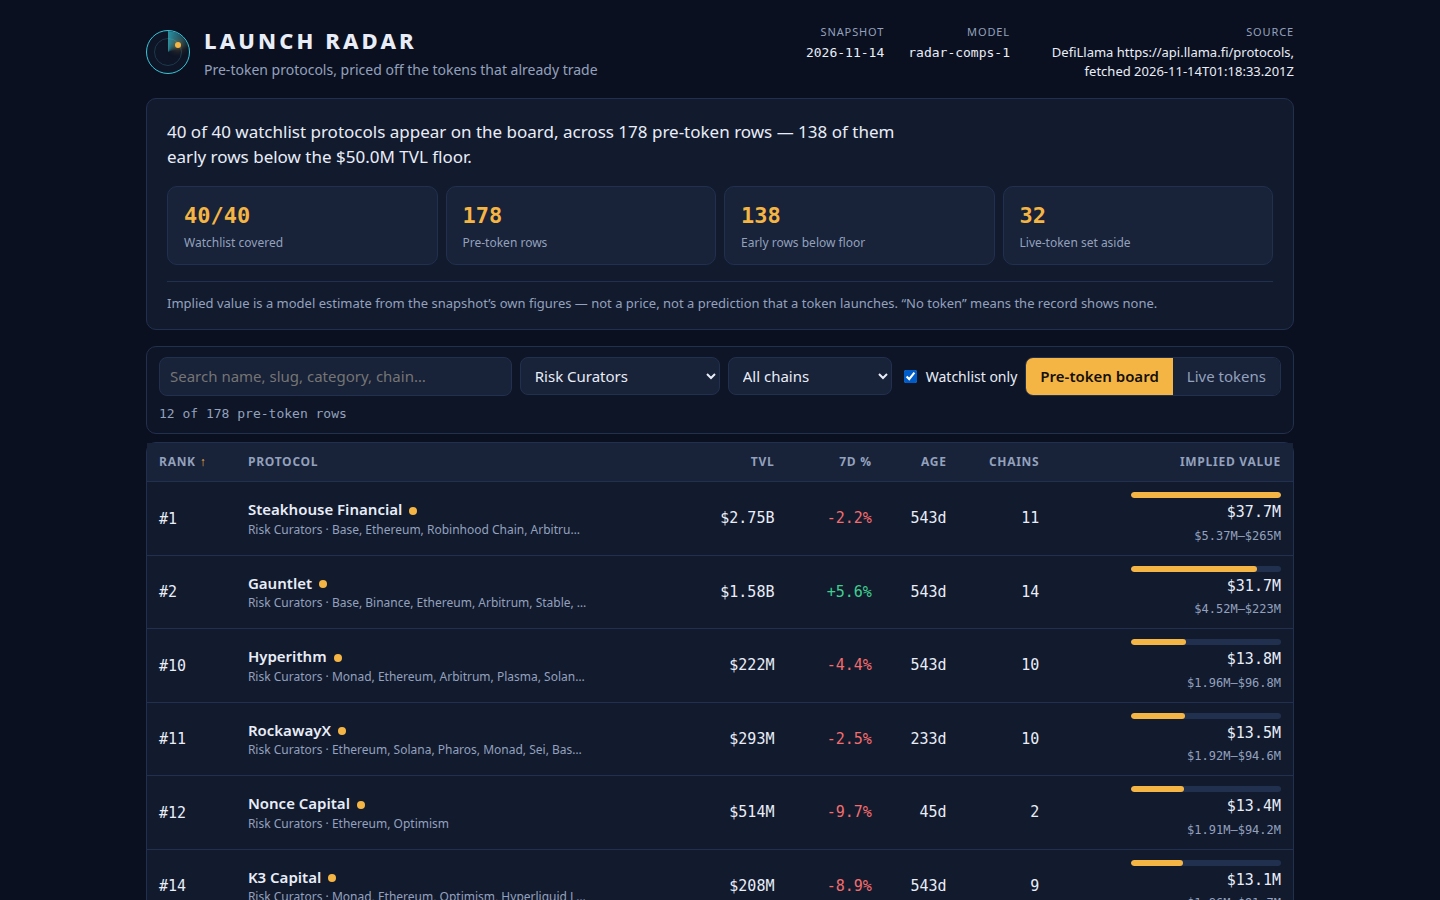 LAUNCH RADAR
Pre-token protocols, priced off the tokens that already trade
SNAPSHOT
2026-11-14
MODEL
radar-comps-1
SOURCE
DefiLlama https://api.llama.fi/protocols,
fetched 2026-11-14T01:18:33.201Z
40 of 40 watchlist protocols appear on the board, across 178 pre-token rows — 138 of them
early rows below the $50.0M TVL floor.
40/40
Watchlist covered
178
Pre-token rows
138
Early rows below floor
32
Live-token set aside
Implied value is a model estimate from the snapshot's own figures — not a price, not a prediction that a token launches. “No token” means the record shows none.
Search name, slug, category, chain...
Risk Curators
All chains
Watchlist only
Pre-token board
Live tokens
12 of 178 pre-token rows
RANK ↑ PROTOCOL TVL 7D % AGE CHAINS IMPLIED VALUE
#1 Steakhouse Financial $2.75B -2.2% 543d 11 $37.7M
Risk Curators · Base, Ethereum, Robinhood Chain, Arbitru... $5.37M–$265M
#2 Gauntlet $1.58B +5.6% 543d 14 $31.7M
Risk Curators · Base, Binance, Ethereum, Arbitrum, Stable, ... $4.52M–$223M
#10 Hyperithm $222M -4.4% 543d 10 $13.8M
Risk Curators · Monad, Ethereum, Arbitrum, Plasma, Solan... $1.96M–$96.8M
#11 RockawayX $293M -2.5% 233d 10 $13.5M
Risk Curators · Ethereum, Solana, Pharos, Monad, Sei, Bas... $1.92M–$94.6M
#12 Nonce Capital $514M -9.7% 45d 2 $13.4M
Risk Curators · Ethereum, Optimism $1.91M–$94.2M
#14 K3 Capital $208M -8.9% 543d 9 $13.1M
Risk Curators · Monad, Ethereum, Optimism, Hyperliquid